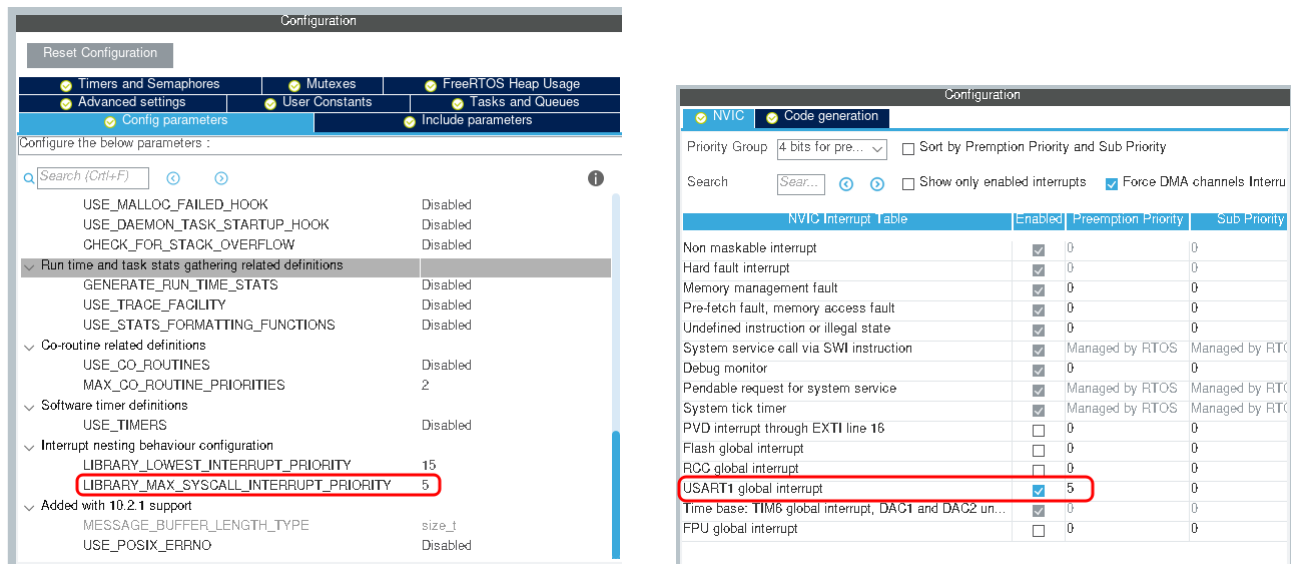 Configuration
Reset Configuration
Timers and Semaphores Mutexes FreeRTOS Heap Usage
Advanced settings User Constants Tasks and Queues
Config parameters Include parameters
Configure the below parameters :
Search (Crtl+F)
USE_MALLOC_FAILED_HOOK Disabled
USE_DAEMON_TASK_STARTUP_HOOK Disabled
CHECK_FOR_STACK_OVERFLOW Disabled
Run time and task stats gathering related definitions
GENERATE_RUN_TIME_STATS Disabled
USE_TRACE_FACILITY Disabled
USE_STATS_FORMATTING_FUNCTIONS Disabled
Co-routine related definitions
USE_CO_ROUTINES Disabled
MAX_CO_ROUTINE_PRIORITIES 2
Software timer definitions
USE_TIMERS Disabled
Interrupt nesting behaviour configuration
LIBRARY_LOWEST_INTERRUPT_PRIORITY 15
LIBRARY_MAX_SYSCALL_INTERRUPT_PRIORITY 5
Added with 10.2.1 support
MESSAGE_BUFFER_LENGTH_TYPE size_t
USE_POSIX_ERRNO Disabled
Configuration
NVIC Code generation
Priority Group 4 bits for pre... Sort by Premption Priority and Sub Priority
Search Sear... Show only enabled interrupts Force DMA channels Interru
NVIC Interrupt Table Enabled Preemption Priority Sub Priority
Non maskable interrupt 0 0
Hard fault interrupt 0 0
Memory management fault 0 0
Pre-fetch fault, memory access fault 0 0
Undefined instruction or illegal state 0 0
System service call via SWI instruction Managed by RTOS Managed by RTO
Debug monitor 0 0
Pendable request for system service Managed by RTOS Managed by RTO
System tick timer Managed by RTOS Managed by RTO
PVD interrupt through EXTI line 16 0 0
Flash global interrupt 0 0
RCC global interrupt 0 0
USART1 global interrupt 5 0
Time base: TIM6 global interrupt, DAC1 and DAC2 un... 0 0
FPU global interrupt 0 0